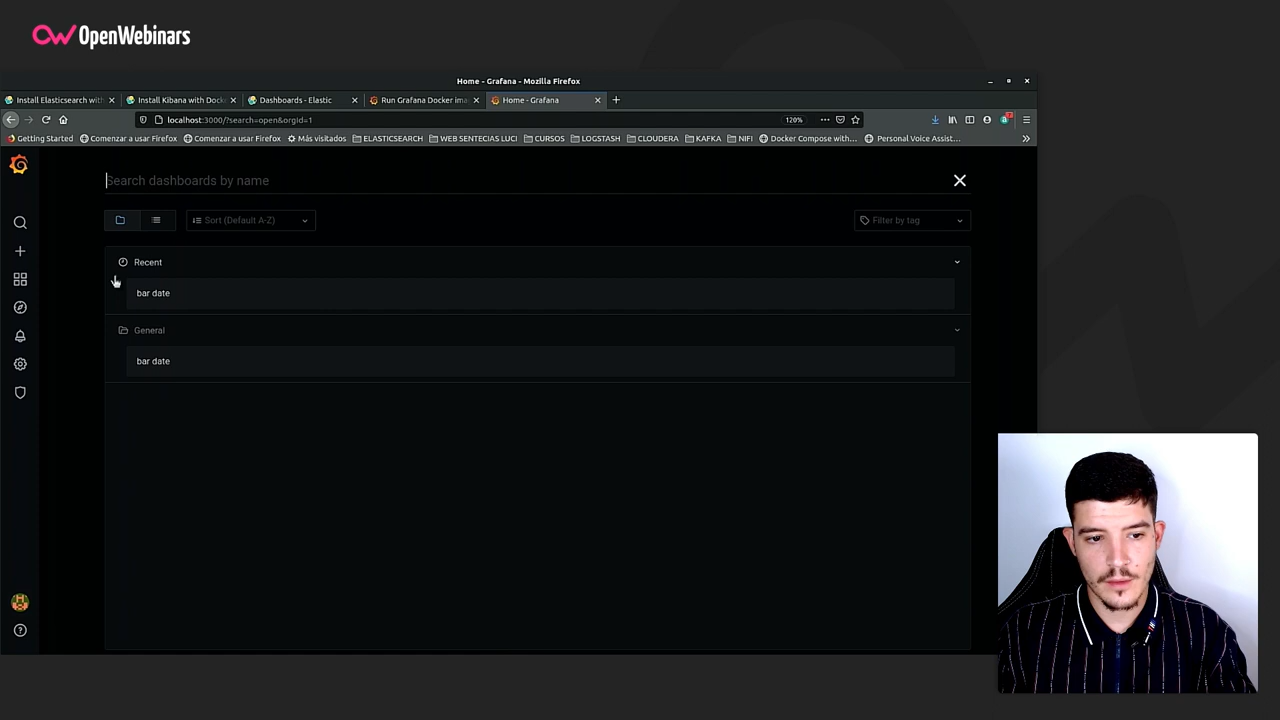 OpenWebinars
Home - Grafana - Mozilla Firefox
Install Elasticsearch with
Install Kibana with Dock
Dashboards - Elastic
Run Grafana Docker ima
Home - Grafana
localhost:3000/?search=open&orgId=1
120%
Getting Started
Comenzar a usar Firefox
Comenzar a usar Firefox
Más visitados
ELASTICSEARCH
WEB SENTECIAS LUCI
CURSOS
LOGSTASH
CLOUDERA
KAFKA
NIFI
Docker Compose with...
Personal Voice Assist...
Search dashboards by name
Sort (Default A-Z)
Filter by tag
Recent
bar date
General
bar date